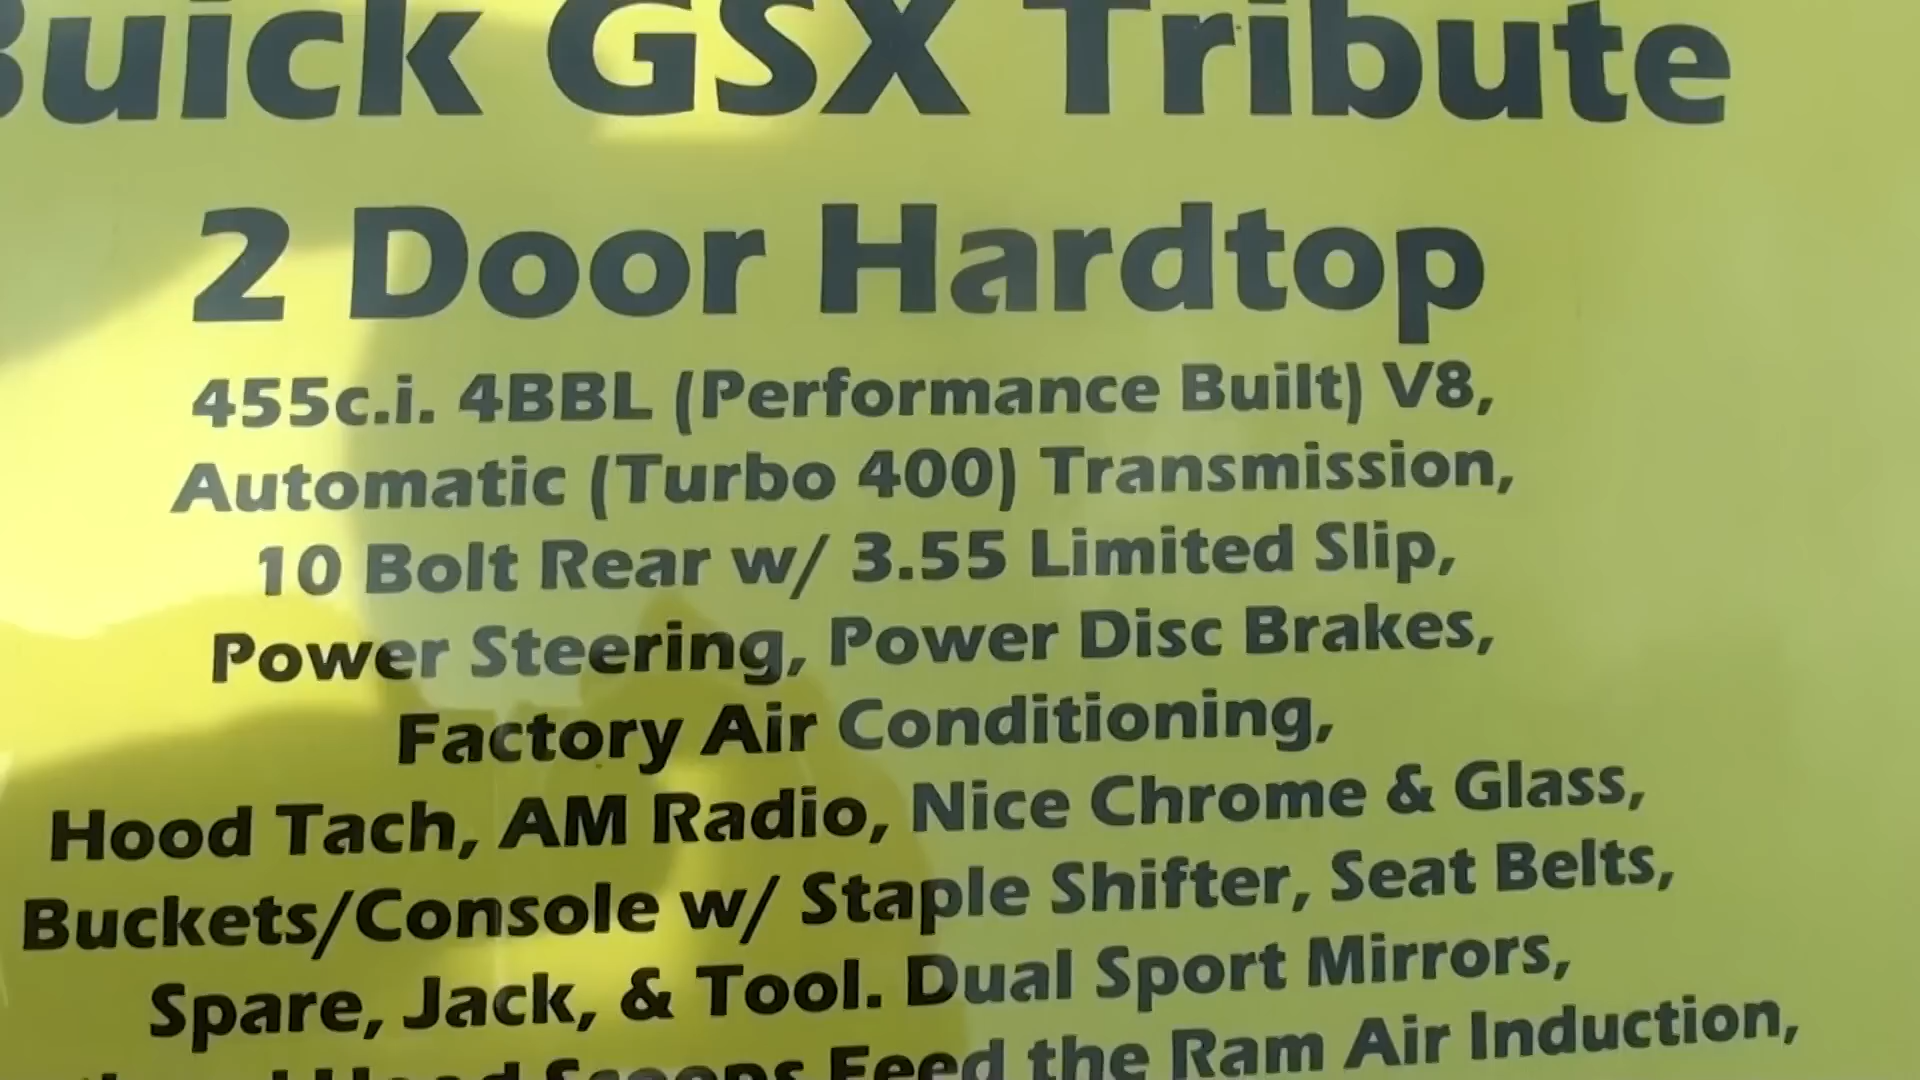 Buick GSX Tribute
2 Door Hardtop
455c.i. 4BBL (Performance Built) V8,
Automatic (Turbo 400) Transmission,
10 Bolt Rear w/ 3.55 Limited Slip,
Power Steering, Power Disc Brakes,
Factory Air Conditioning,
Hood Tach, AM Radio, Nice Chrome & Glass,
Buckets/Console w/ Staple Shifter, Seat Belts,
Spare, Jack, & Tool. Dual Sport Mirrors,
Hood Scoops Feed the Ram Air Induction,